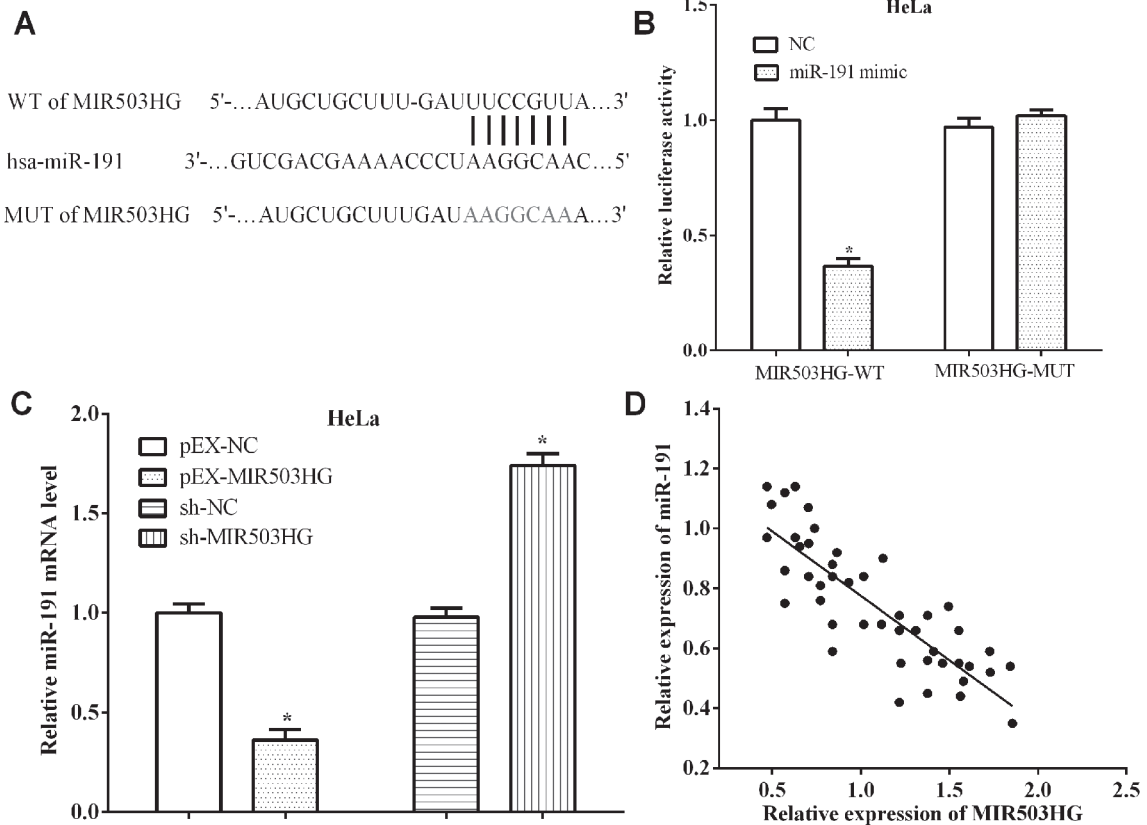 A
WT of MIR503HG 5'-…AUGCUGCUUU-GAUUUCCGUUA…3'
hsa-miR-191 3'-…GUCGACGAAAACCCUAAGGCAAC…5'
MUT of MIR503HG 5'-…AUGCUGCUUUGAUAAGGCAAA…3'
B
HeLa
NC
miR-191 mimic
Relative luciferase activity
1.5
1.0
0.5
0.0
*
MIR503HG-WT MIR503HG-MUT
C
HeLa
pEX-NC
pEX-MIR503HG
sh-NC
sh-MIR503HG
Relative miR-191 mRNA level
2.0
1.5
1.0
0.5
0.0
*
*
D
Relative expression of miR-191
1.4
1.2
1.0
0.8
0.6
0.4
0.2
0.5 1.0 1.5 2.0 2.5
Relative expression of MIR503HG